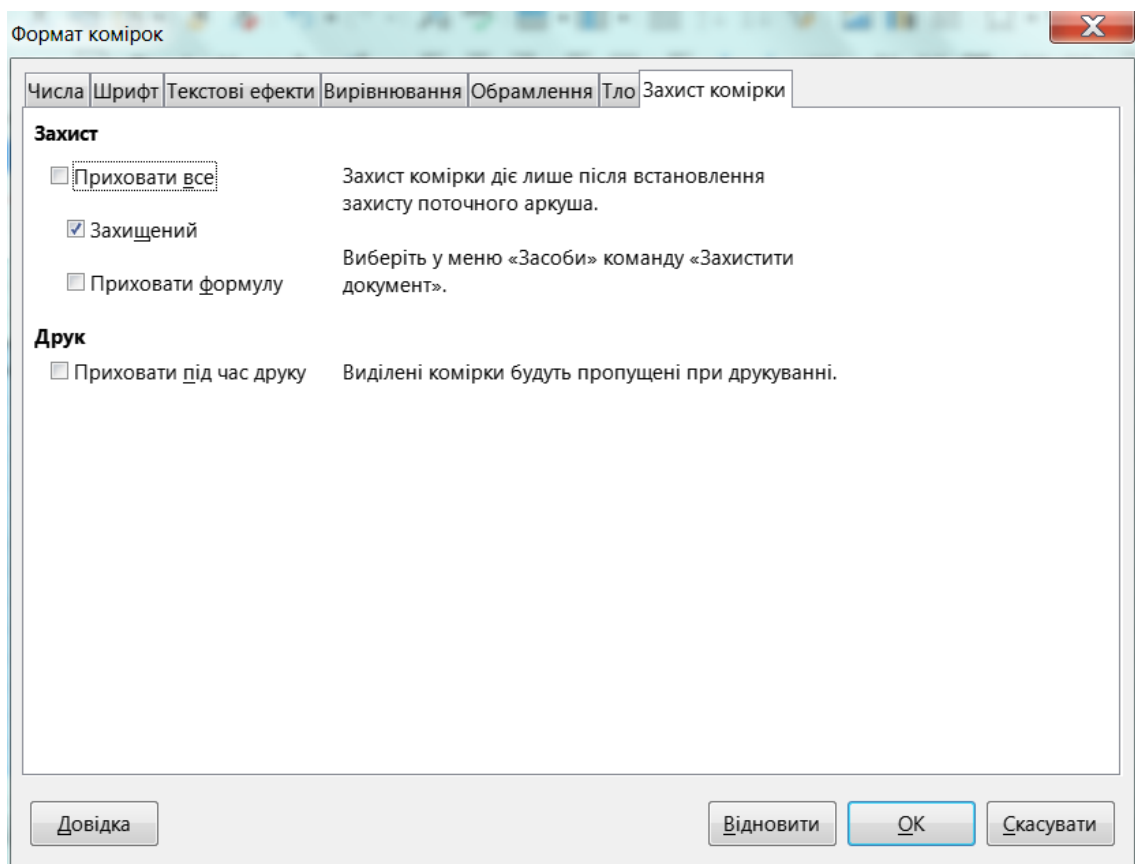 Формат комірок
Числа Шрифт Текстові ефекти Вирівнювання Обрамлення Тло Захист комірки
Захист
Приховати все
Захист комірки діє лише після встановлення
захисту поточного аркуша.
Захищений
Виберіть у меню «Засоби» команду «Захистити
документ».
Приховати формулу
Друк
Приховати під час друку
Виділені комірки будуть пропущені при друкуванні.
Довідка
Відновити
OK
Скасувати